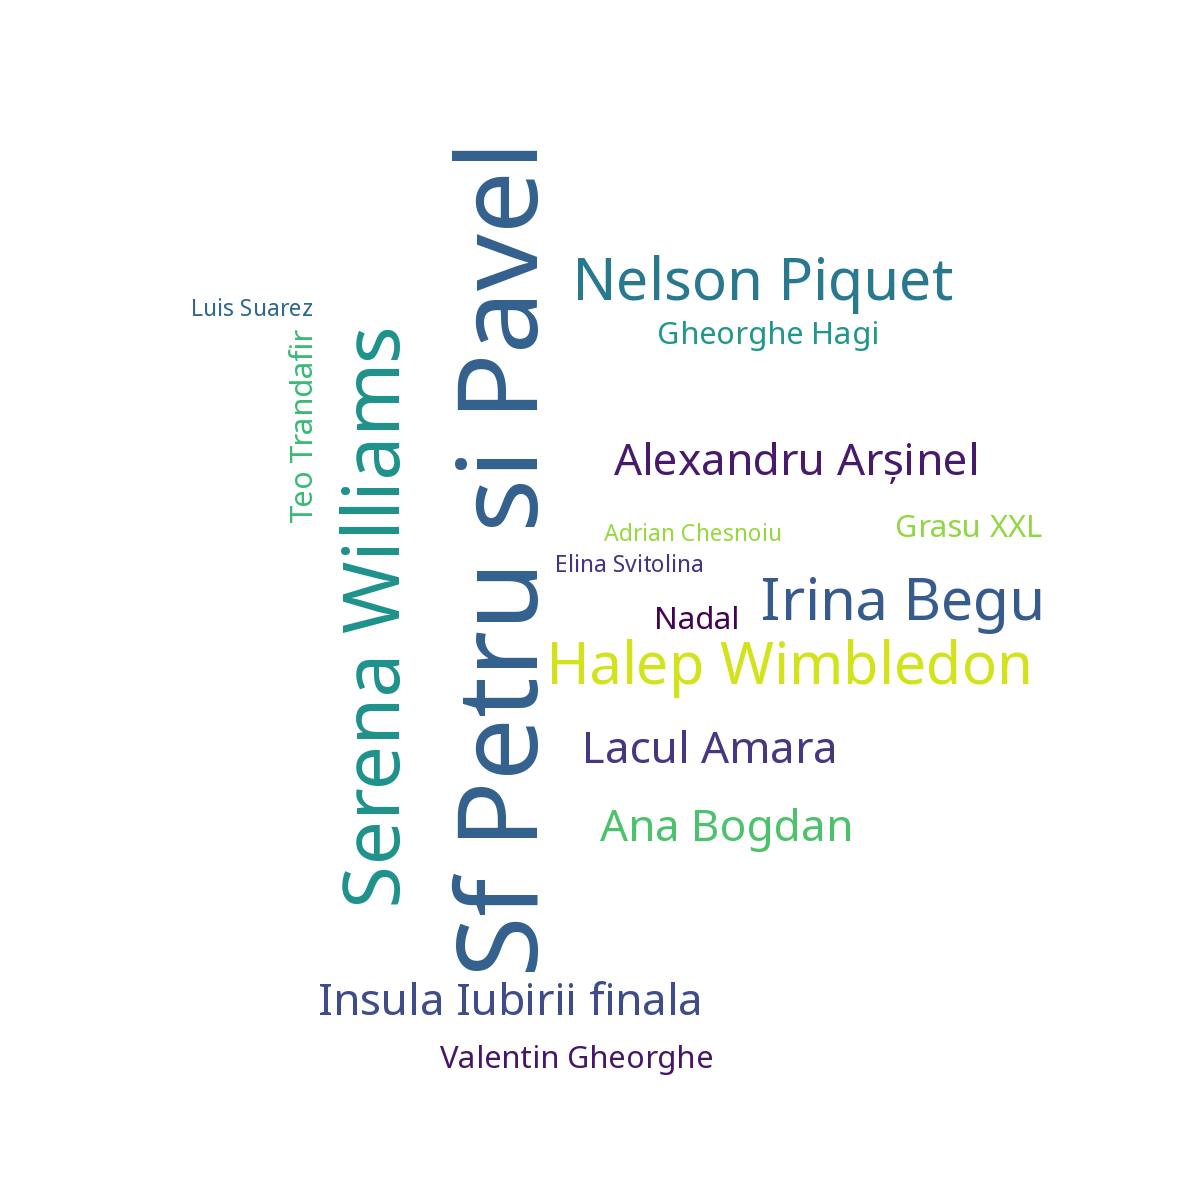 Sf Petru si Pavel
Serena Williams
Nelson Piquet
Gheorghe Hagi
Luis Suarez
Teo Trandafir
Alexandru Arșinel
Adrian Chesnoiu
Grasu XXL
Elina Svitolina
Irina Begu
Nadal
Halep Wimbledon
Lacul Amara
Ana Bogdan
Insula Iubirii finala
Valentin Gheorghe